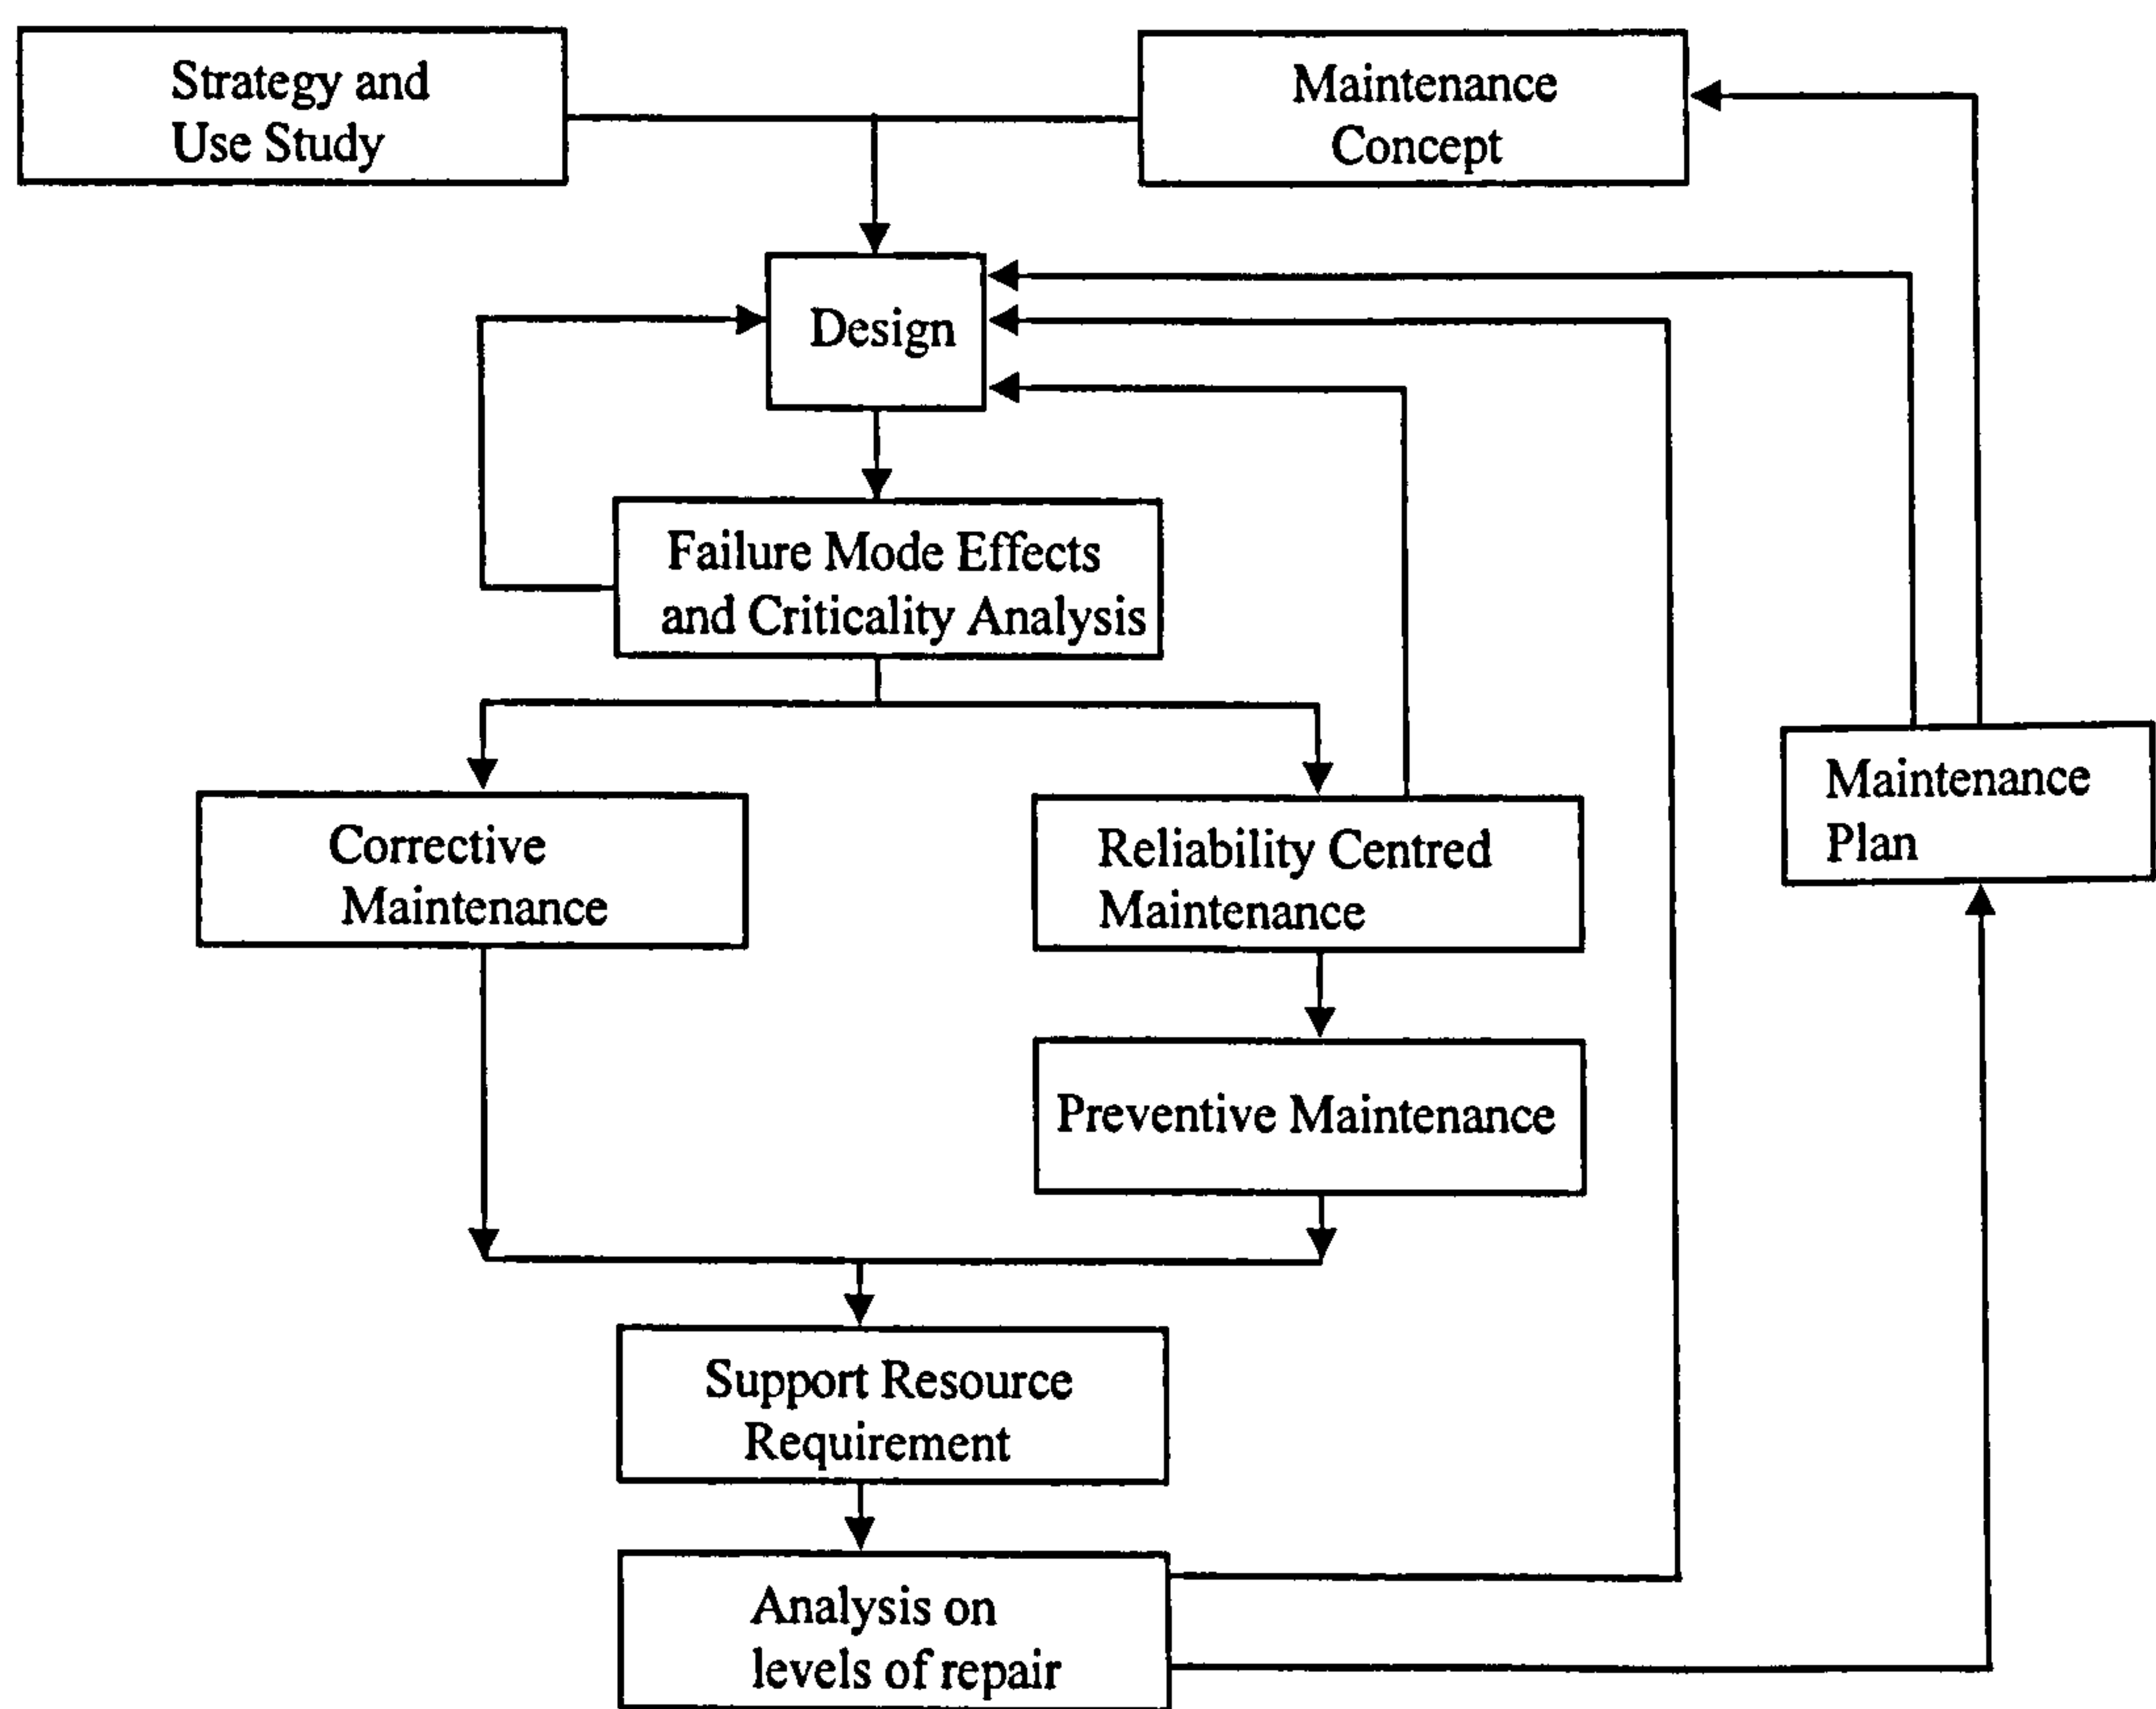 Strategy and
Use Study
Maintenance
Concept
Design
Failure Mode Effects
and Criticality Analysis
Corrective
Maintenance
Reliability Centred
Maintenance
Maintenance
Plan
Preventive Maintenance
Support Resource
Requirement
Analysis on
levels of repair